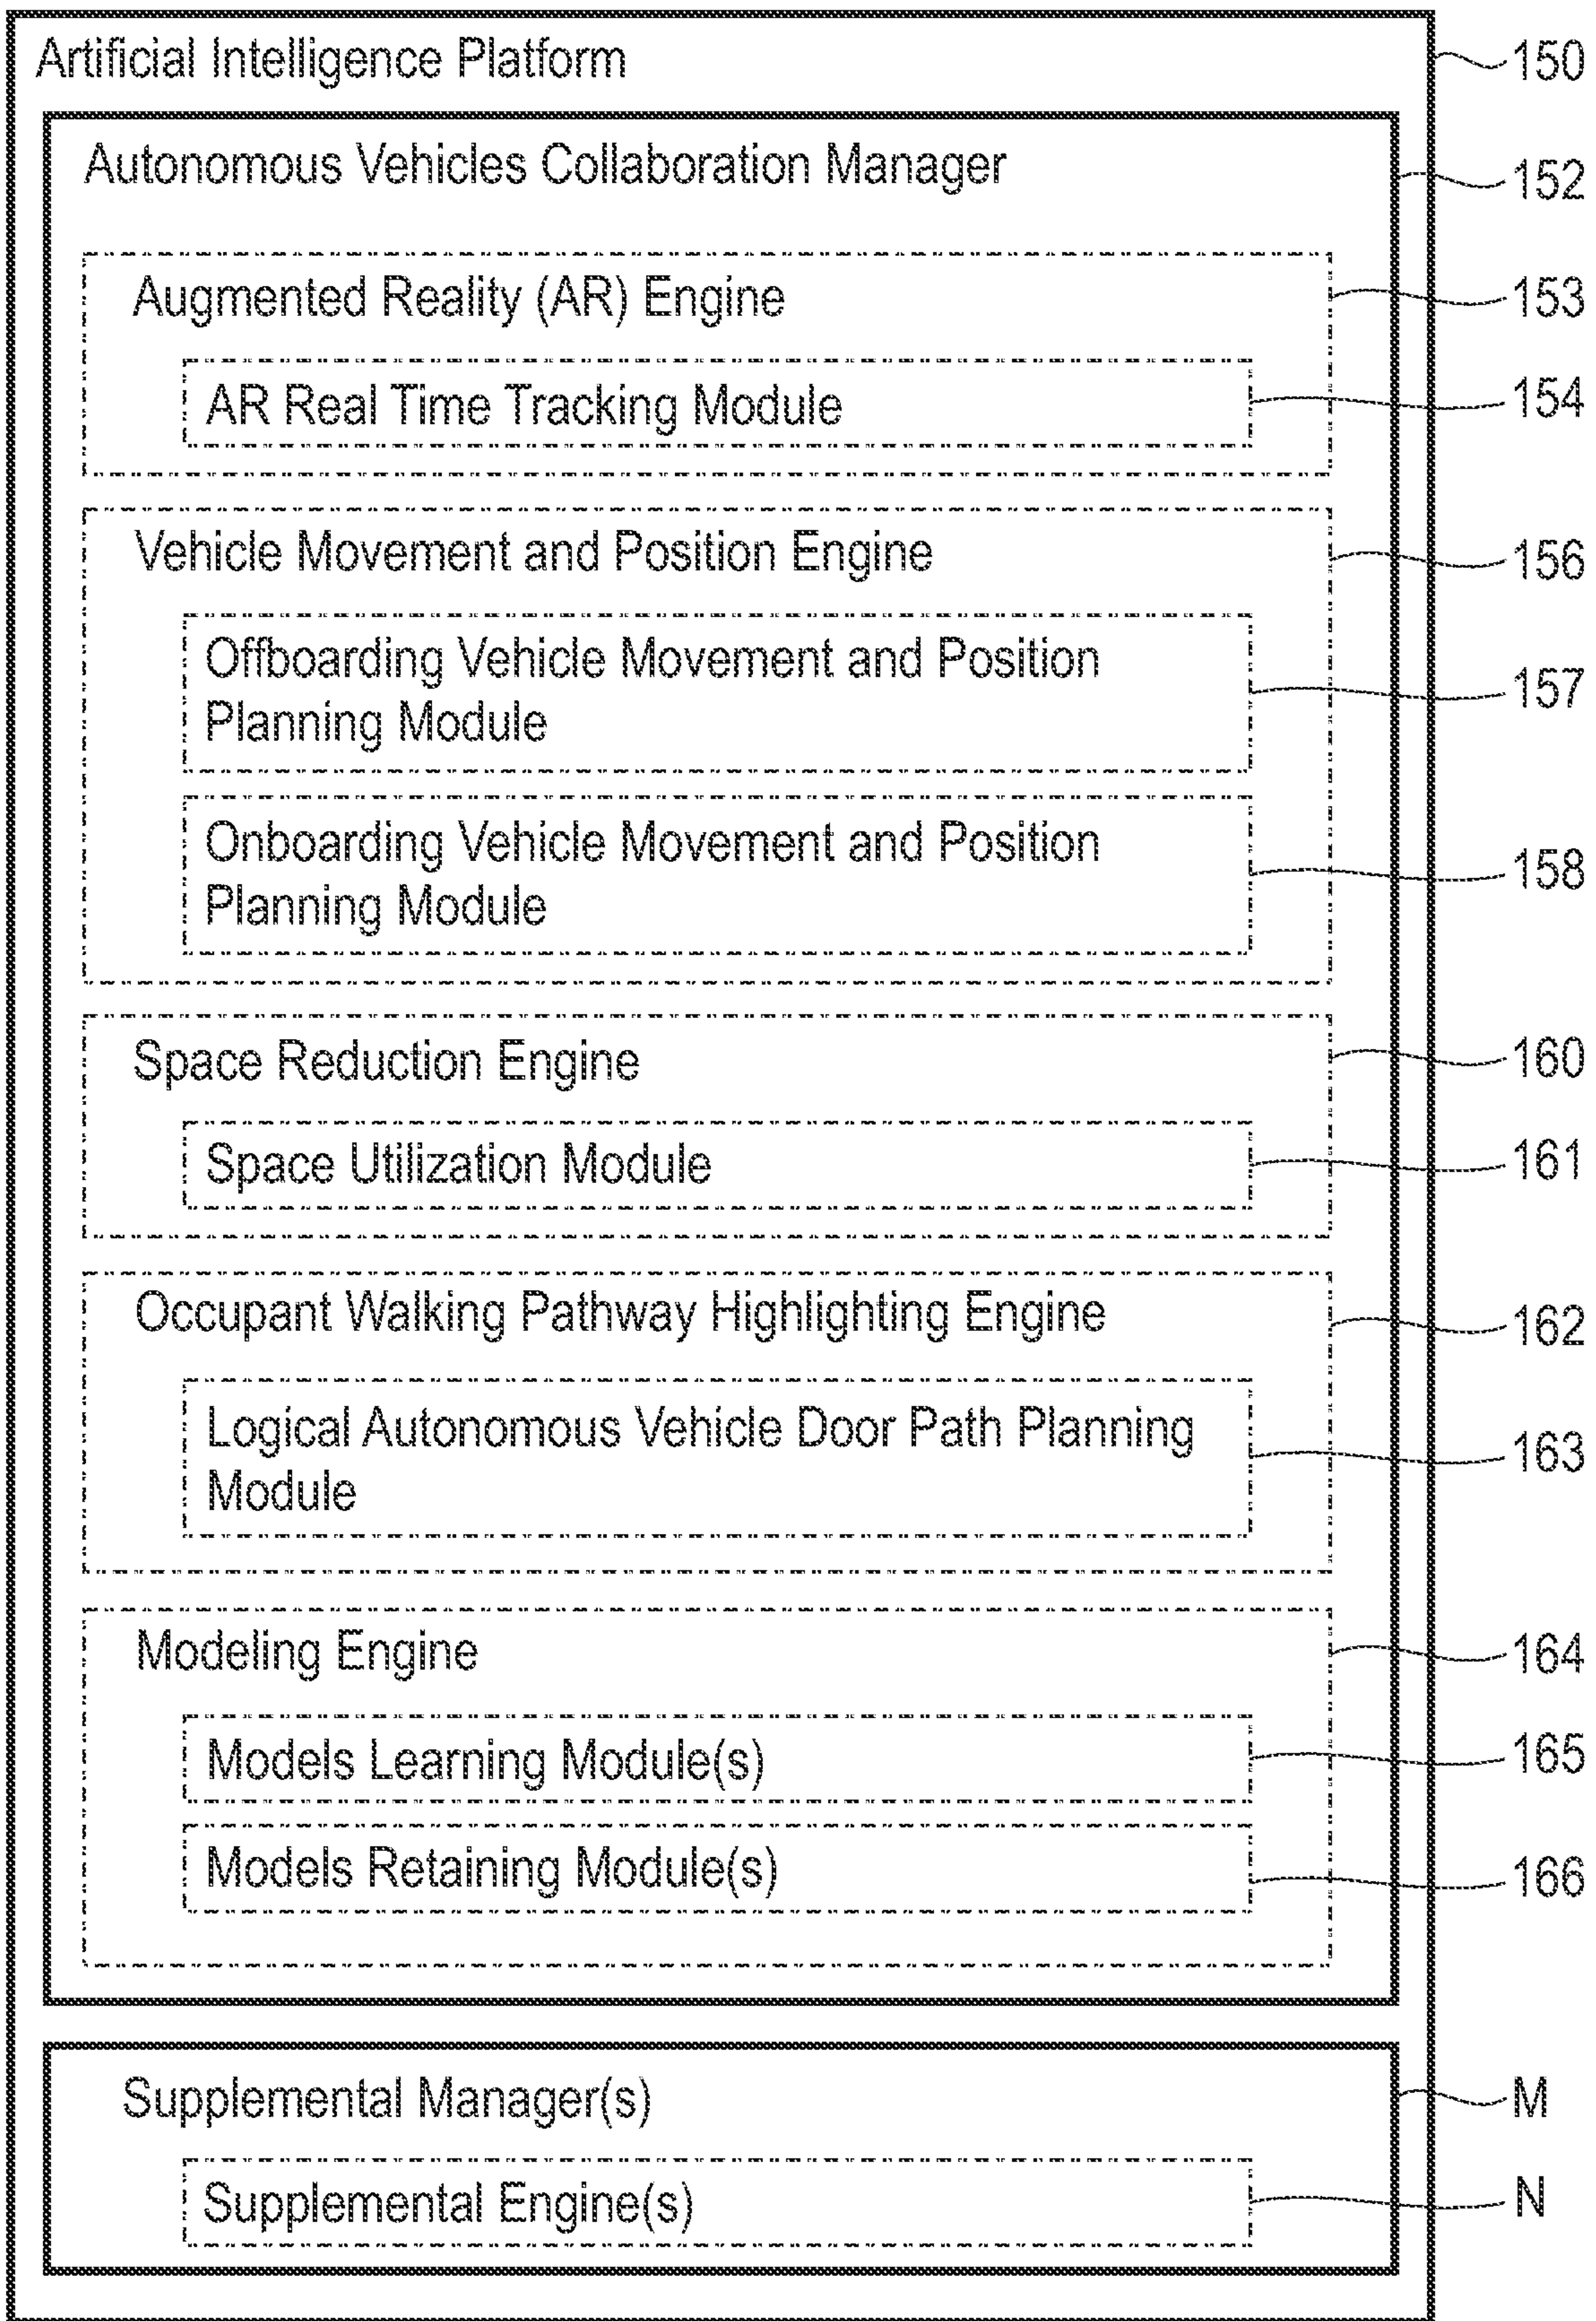 Artificial Intelligence Platform 150
Autonomous Vehicles Collaboration Manager 152
Augmented Reality (AR) Engine 153
AR Real Time Tracking Module 154
Vehicle Movement and Position Engine 156
Offboarding Vehicle Movement and Position
Planning Module 157
Onboarding Vehicle Movement and Position
Planning Module 158
Space Reduction Engine 160
Space Utilization Module 161
Occupant Walking Pathway Highlighting Engine 162
Logical Autonomous Vehicle Door Path Planning
Module 163
Modeling Engine 164
Models Learning Module(s) 165
Models Retaining Module(s) 166
Supplemental Manager(s) M
Supplemental Engine(s) N